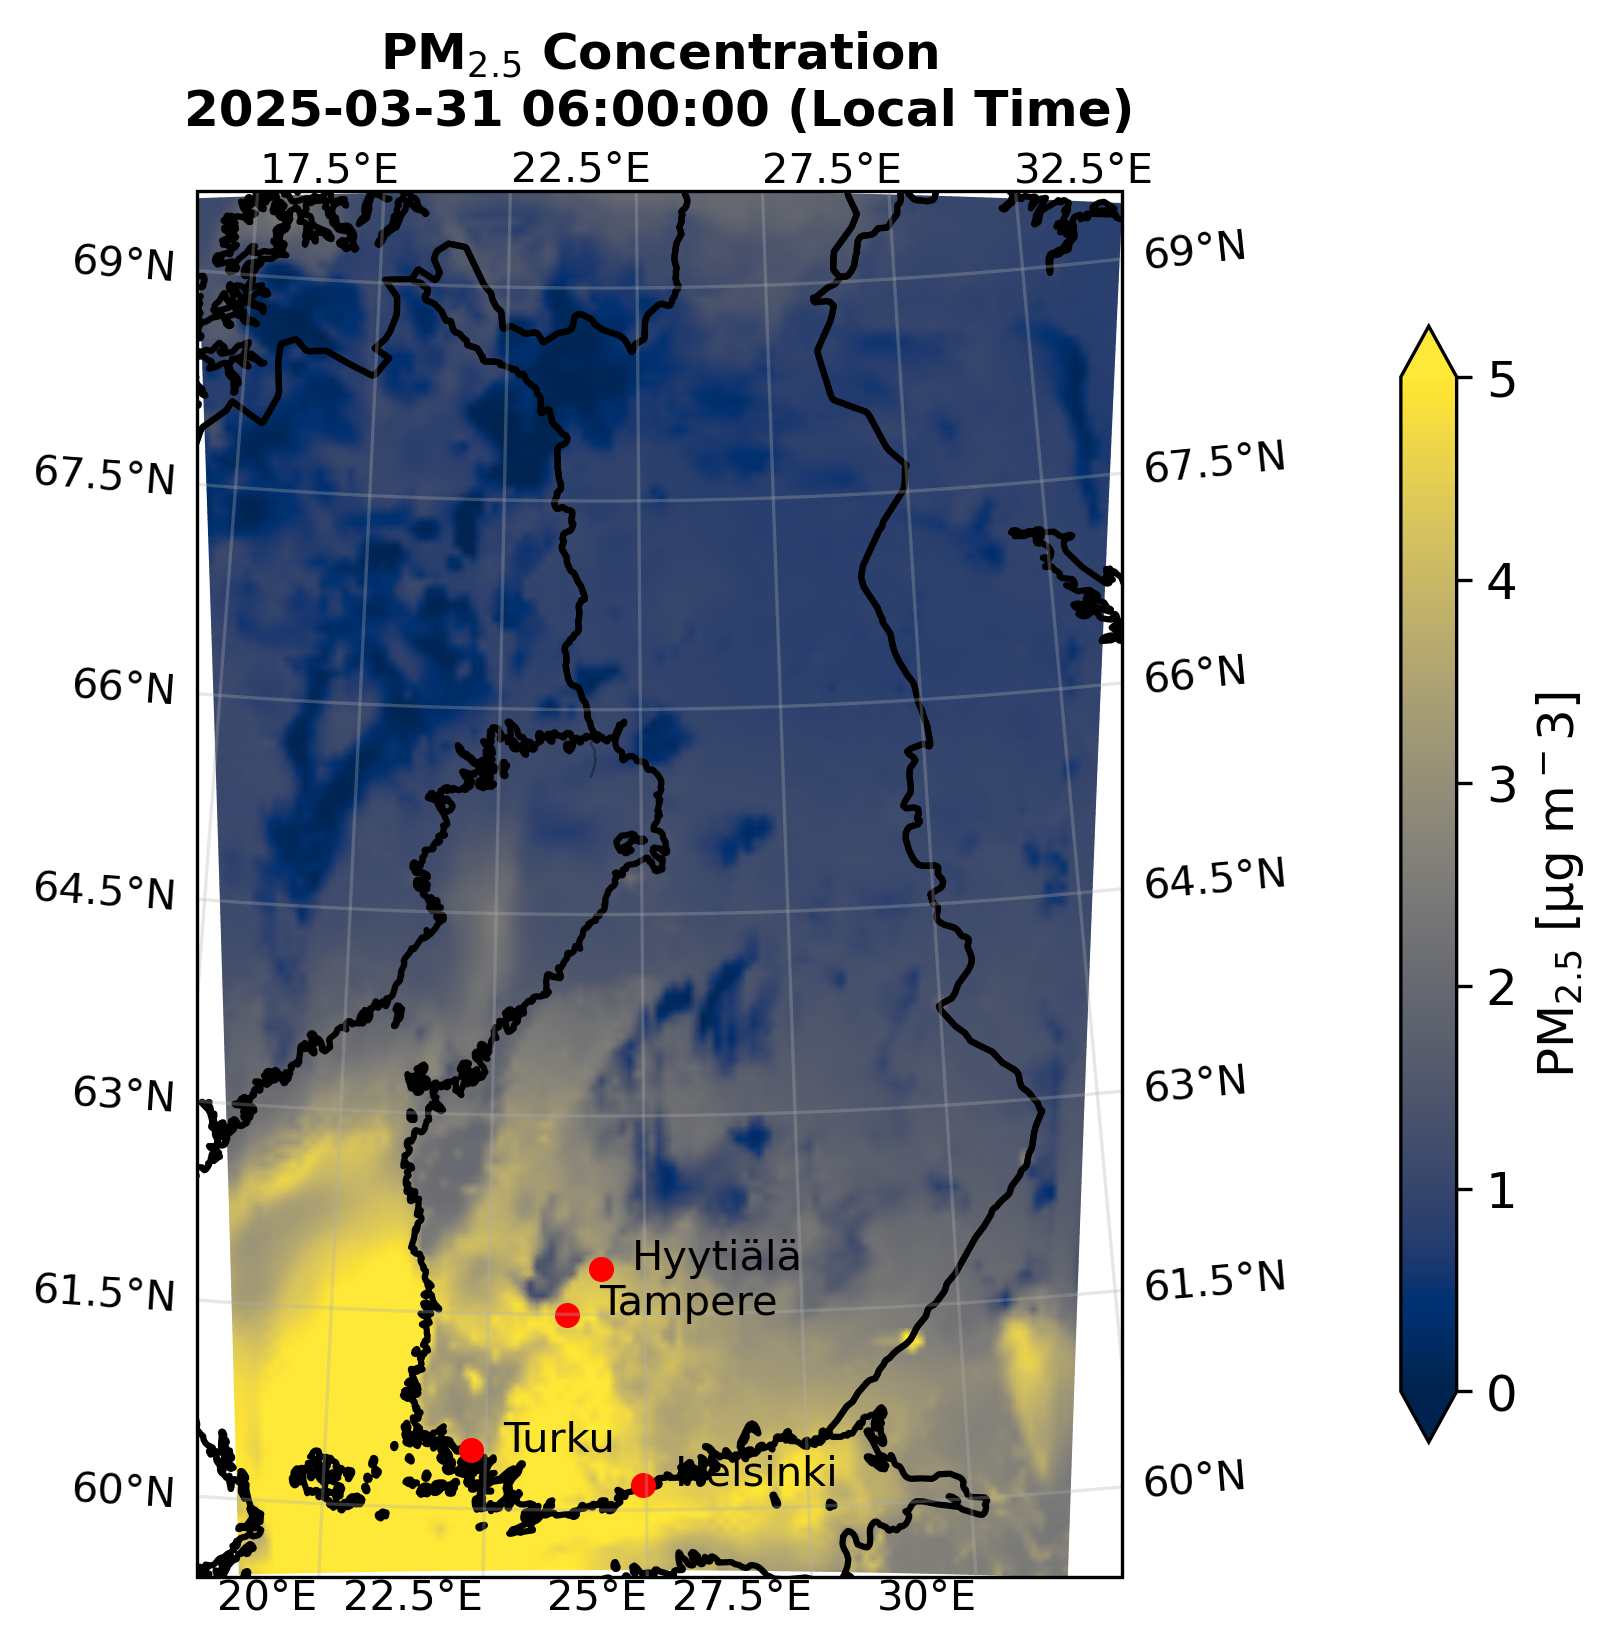 PM₂.₅ Concentration
2025-03-31 06:00:00 (Local Time)
17.5°E 22.5°E 27.5°E 32.5°E
69°N 69°N
67.5°N 67.5°N
66°N 66°N
64.5°N 64.5°N
63°N 63°N
61.5°N 61.5°N
60°N 60°N
Hyytiälä
Tampere
Turku
Helsinki
20°E 22.5°E 25°E 27.5°E 30°E
5
4
3
2
1
0
PM₂.₅ [µg m⁻3]